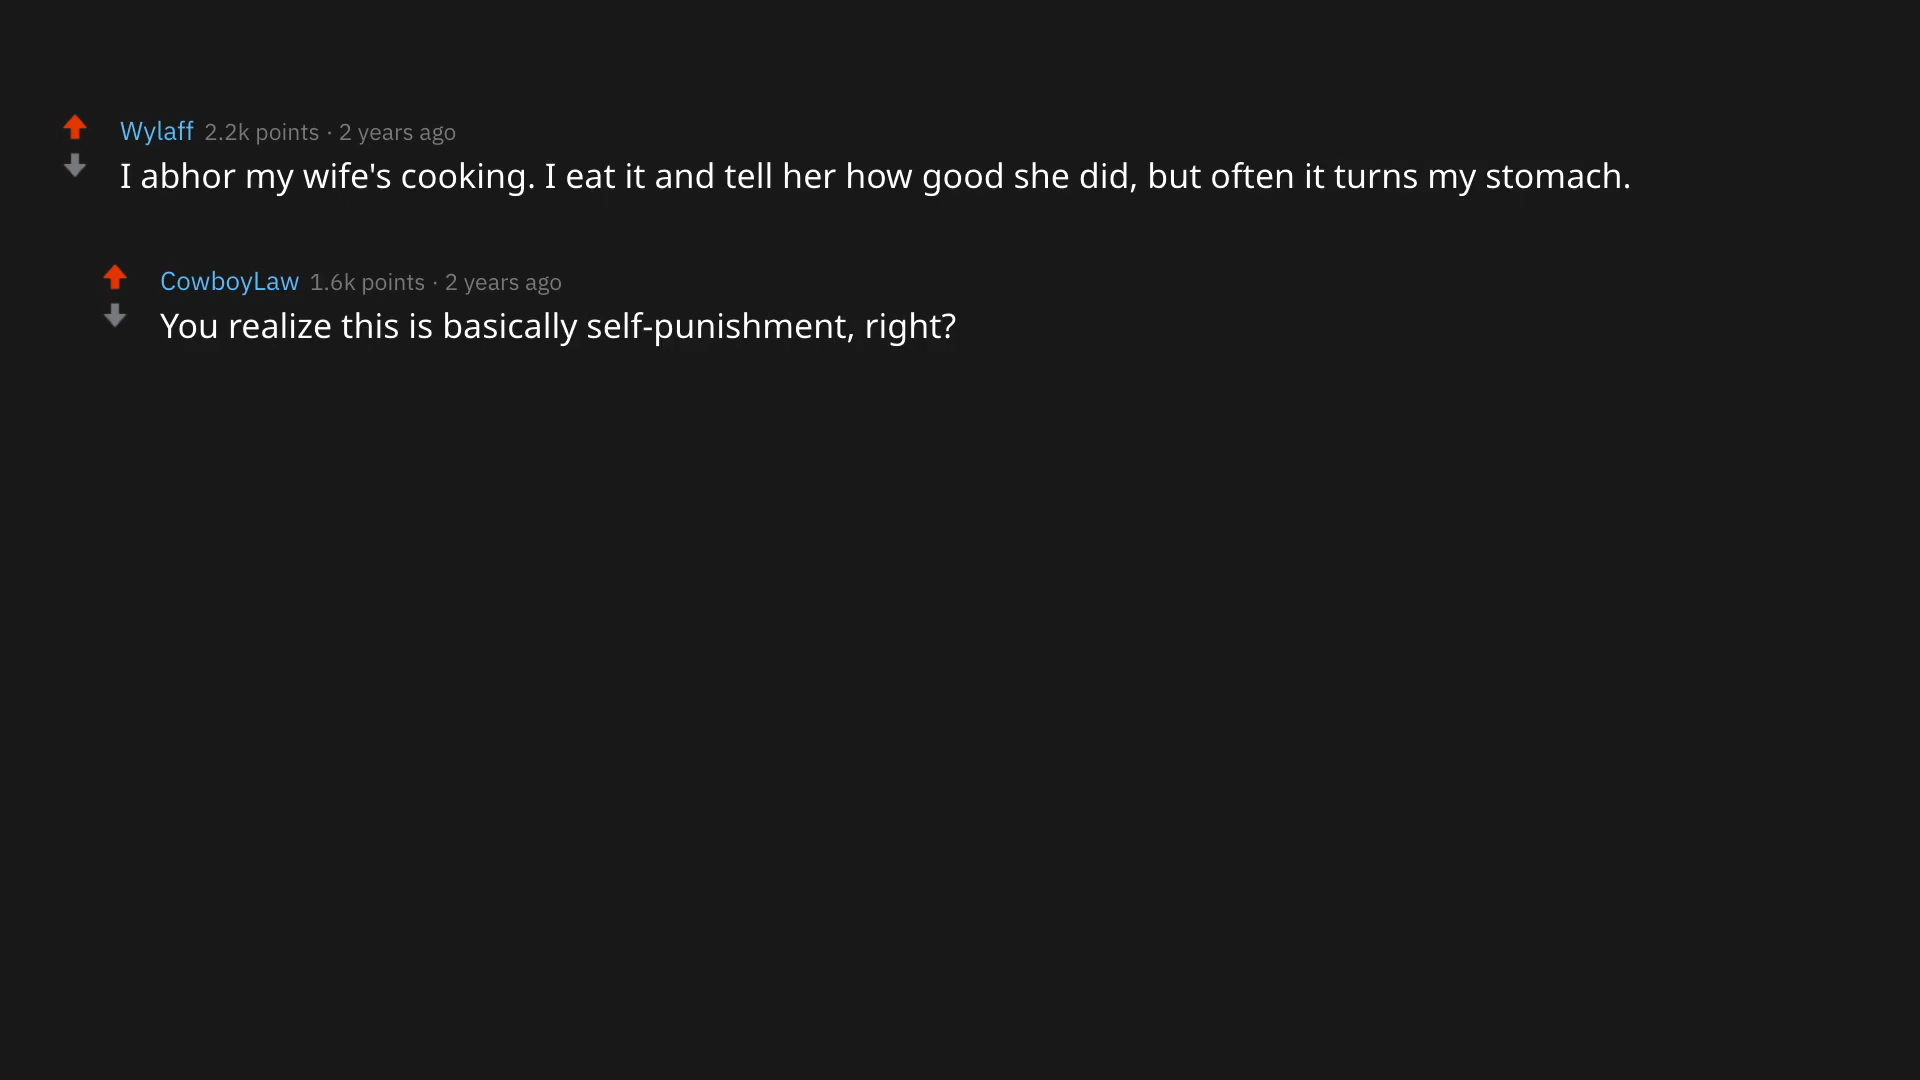 Wylaff 2.2k points · 2 years ago
I abhor my wife's cooking. I eat it and tell her how good she did, but often it turns my stomach.
CowboyLaw 1.6k points · 2 years ago
You realize this is basically self-punishment, right?